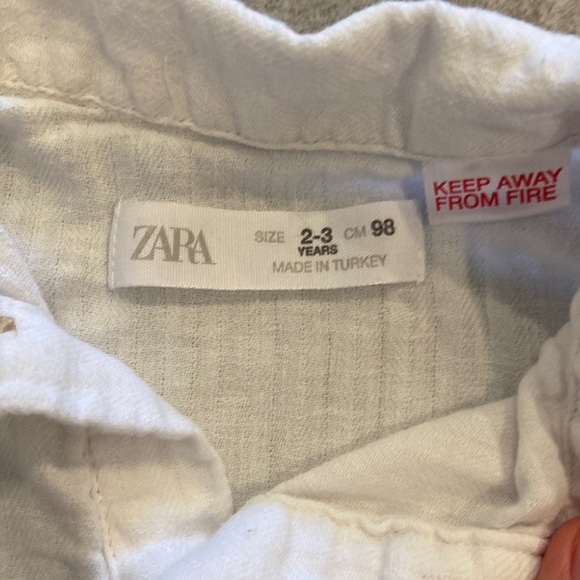 ZARA SIZE 2-3 YEARS CM 98
MADE IN TURKEY
KEEP AWAY
FROM FIRE